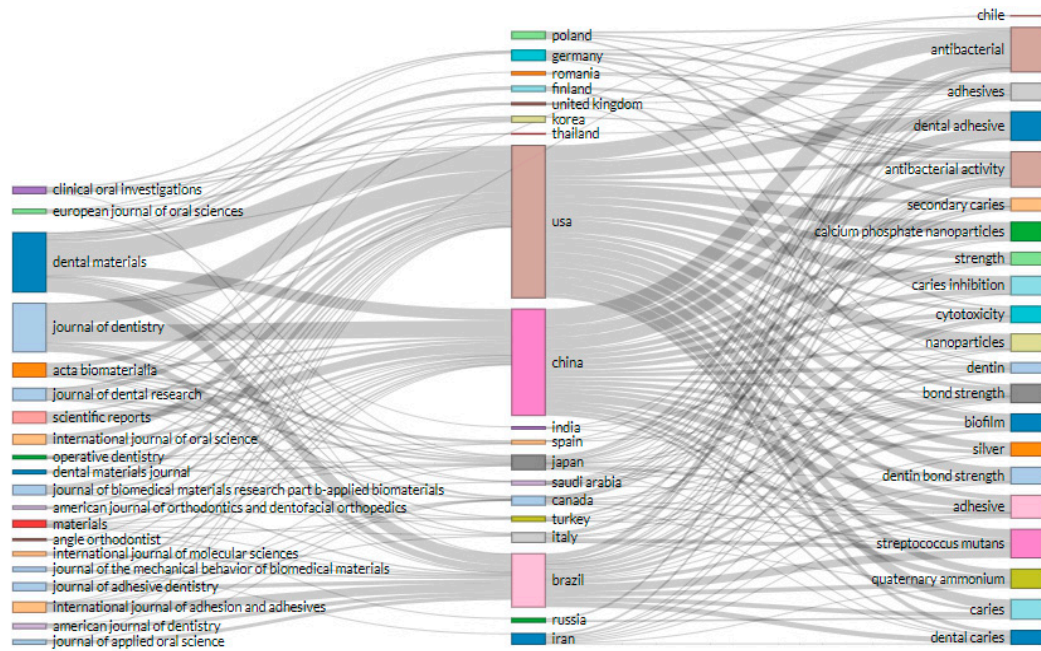 clinical oral investigations
european journal of oral sciences
dental materials
journal of dentistry
acta biomaterialia
journal of dental research
scientific reports
international journal of oral science
operative dentistry
dental materials journal
journal of biomedical materials research part b-applied biomaterials
american journal of orthodontics and dentofacial orthopedics
materials
angle orthodontist
international journal of molecular sciences
journal of the mechanical behavior of biomedical materials
journal of adhesive dentistry
international journal of adhesion and adhesives
american journal of dentistry
journal of applied oral science
poland
germany
romania
finland
united kingdom
korea
thailand
usa
china
india
spain
japan
saudi arabia
canada
turkey
italy
brazil
russia
iran
chile
antibacterial
adhesives
dental adhesive
antibacterial activity
secondary caries
calcium phosphate nanoparticles
strength
caries inhibition
cytotoxicity
nanoparticles
dentin
bond strength
biofilm
silver
dentin bond strength
adhesive
streptococcus mutans
quaternary ammonium
caries
dental caries